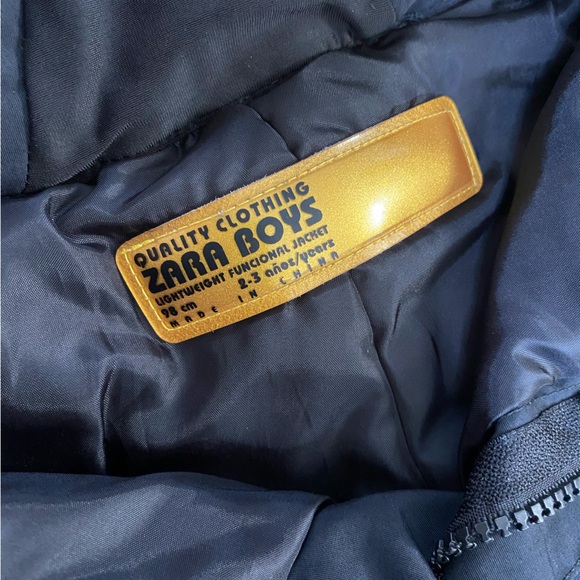 QUALITY CLOTHING
ZARA BOYS
LIGHTWEIGHT FUNCIONAL JACKET
2-3 años/years
98 cm
MADE IN CHINA